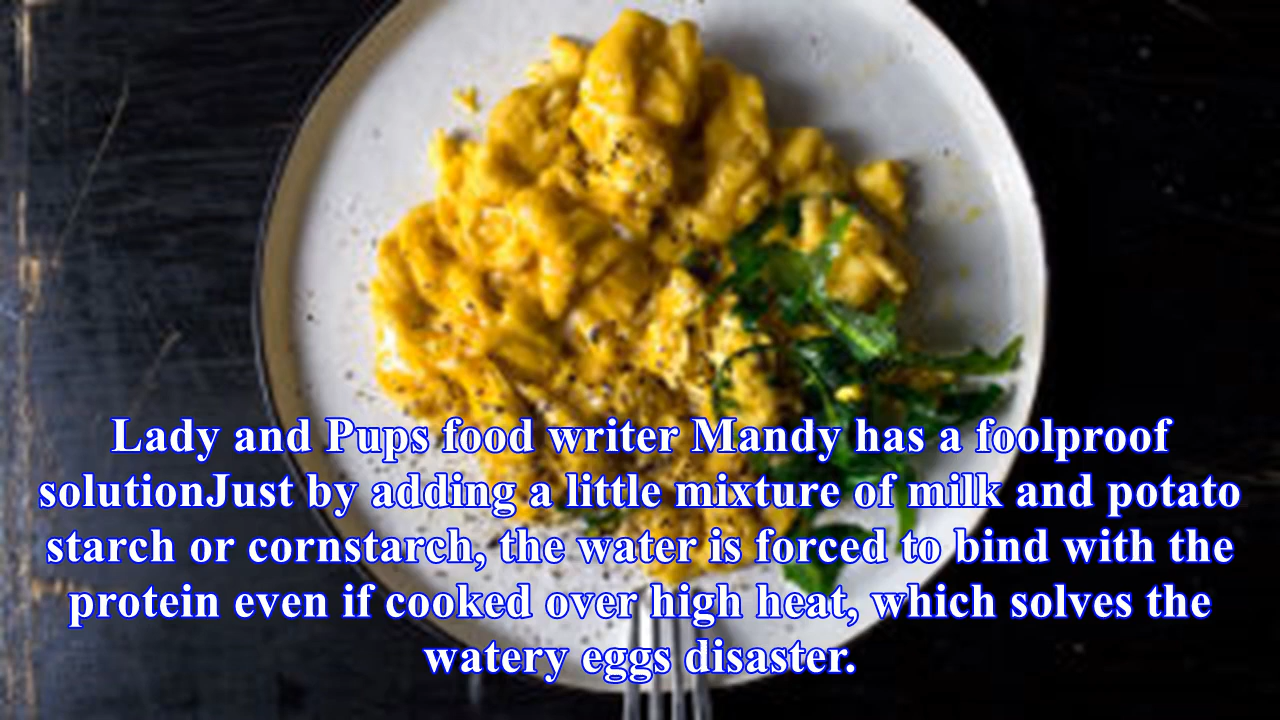 Lady and Pups food writer Mandy has a foolproof
solutionJust by adding a little mixture of milk and potato
starch or cornstarch, the water is forced to bind with the
protein even if cooked over high heat, which solves the
watery eggs disaster.